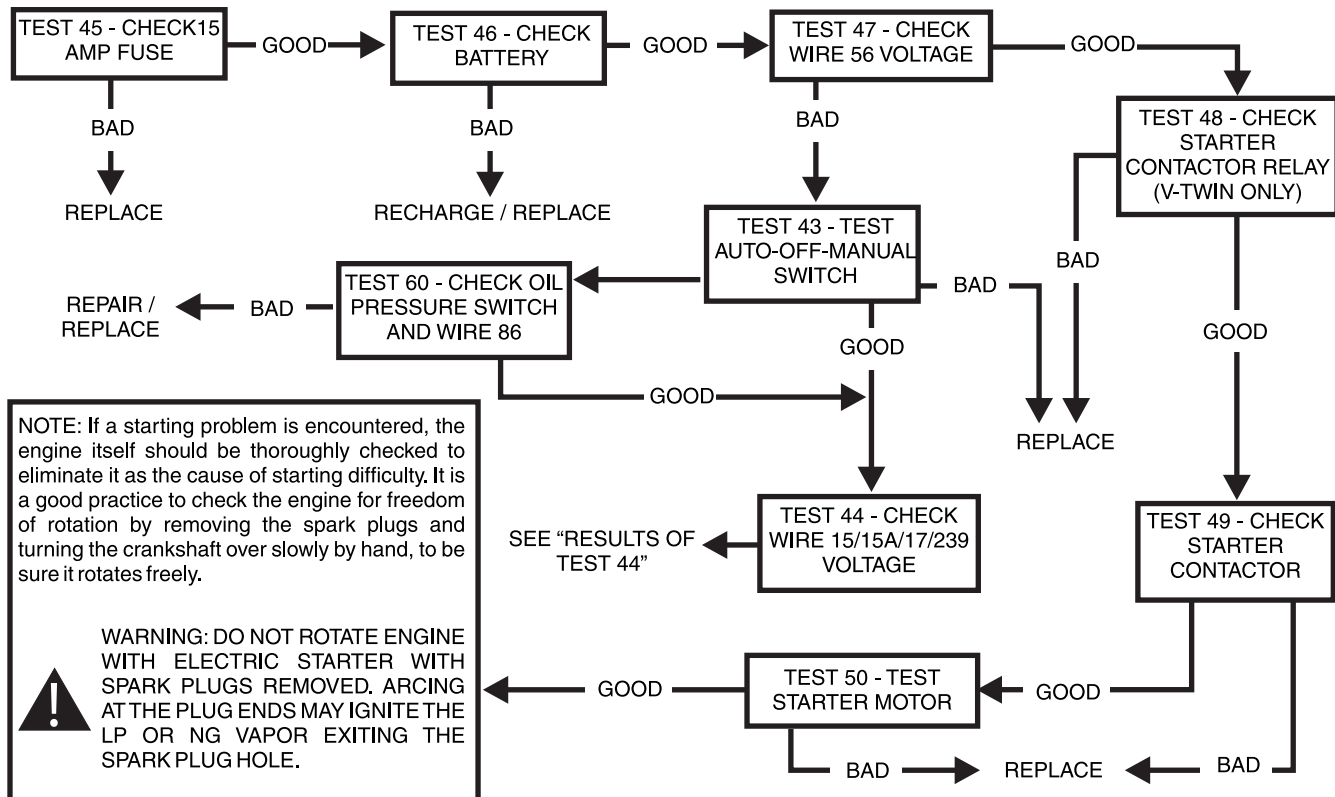 TEST 45 - CHECK15
AMP FUSE
GOOD
TEST 46 - CHECK
BATTERY
GOOD
TEST 47 - CHECK
WIRE 56 VOLTAGE
GOOD
BAD
BAD
BAD
TEST 48 - CHECK
STARTER
CONTACTOR RELAY
(V-TWIN ONLY)
REPLACE
RECHARGE / REPLACE
TEST 43 - TEST
AUTO-OFF-MANUAL
SWITCH
BAD
TEST 60 - CHECK OIL
PRESSURE SWITCH
AND WIRE 86
BAD
REPAIR /
REPLACE
BAD
GOOD
GOOD
GOOD
REPLACE
NOTE: If a starting problem is encountered, the
engine itself should be thoroughly checked to
eliminate it as the cause of starting difficulty. It is
a good practice to check the engine for freedom
of rotation by removing the spark plugs and
turning the crankshaft over slowly by hand, to be
sure it rotates freely.
WARNING: DO NOT ROTATE ENGINE
WITH ELECTRIC STARTER WITH
SPARK PLUGS REMOVED. ARCING
AT THE PLUG ENDS MAY IGNITE THE
LP OR NG VAPOR EXITING THE
SPARK PLUG HOLE.
!
SEE “RESULTS OF
TEST 44”
TEST 44 - CHECK
WIRE 15/15A/17/239
VOLTAGE
TEST 49 - CHECK
STARTER
CONTACTOR
GOOD
TEST 50 - TEST
STARTER MOTOR
GOOD
BAD
REPLACE
BAD